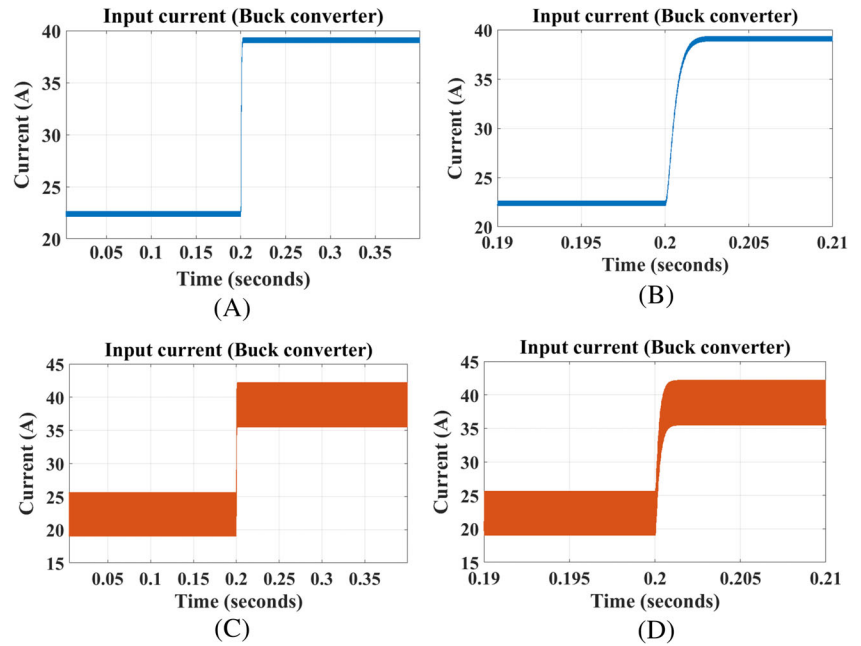 Input current (Buck converter)
40
35
30
25
20
Current (A)
0.05 0.1 0.15 0.2 0.25 0.3 0.35
Time (seconds)
(A)
Input current (Buck converter)
40
35
30
25
20
Current (A)
0.19 0.195 0.2 0.205 0.21
Time (seconds)
(B)
Input current (Buck converter)
45
40
35
30
25
20
15
Current (A)
0.05 0.1 0.15 0.2 0.25 0.3 0.35
Time (seconds)
(C)
Input current (Buck converter)
45
40
35
30
25
20
15
Current (A)
0.19 0.195 0.2 0.205 0.21
Time (seconds)
(D)